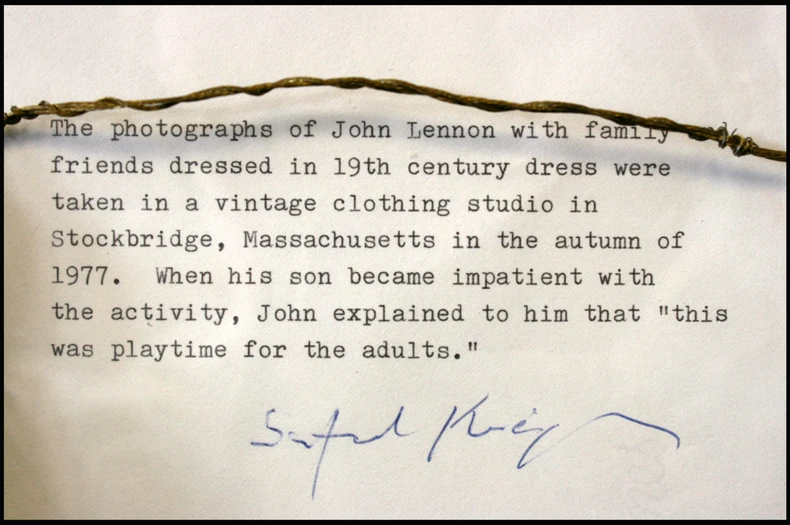 The photographs of John Lennon with family
friends dressed in 19th century dress were
taken in a vintage clothing studio in
Stockbridge, Massachusetts in the autumn of
1977.  When his son became impatient with
the activity, John explained to him that "this
was playtime for the adults."